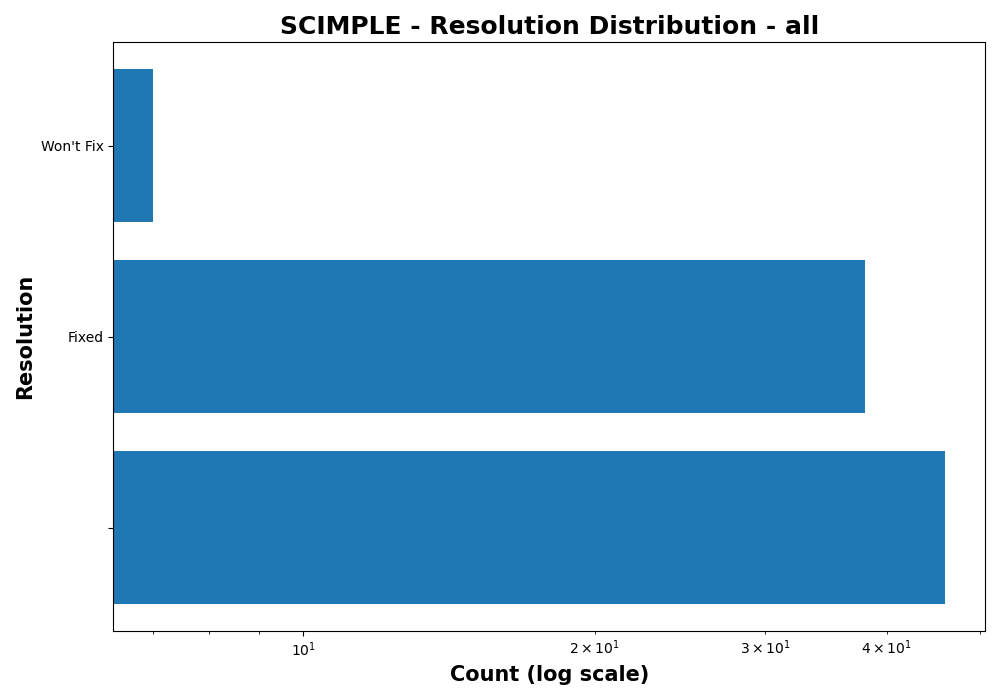 SCIMPLE - Resolution Distribution - all
Won't Fix
Fixed
Resolution
10¹
2 × 10¹
3 × 10¹
4 × 10¹
Count (log scale)